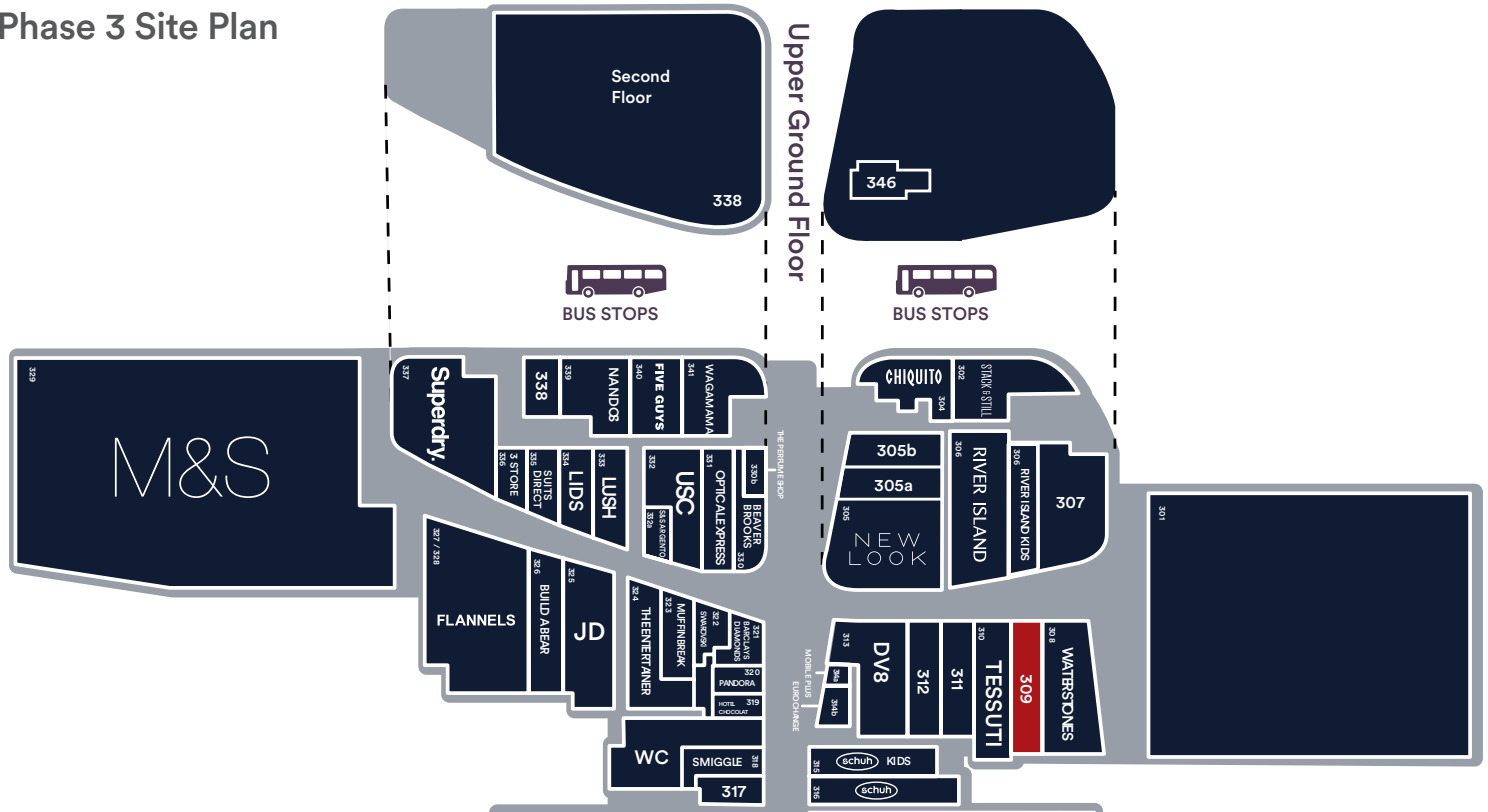 Phase 3 Site Plan
Second
Floor
338
Upper Ground Floor
346
BUS STOPS
BUS STOPS
329
M&S
337
Superdry.
338
339
NANDOS
340
FIVE GUYS
341
WAGAMAMA
CHIQUITO
304
302
STACK & STILL
336
3 STORE
335
SUITS
DIRECT
334
LIDS
333
LUSH
332
USC
332a
S&S ARGENTO
331
OPTICAL EXPRESS
330b
THE PERFUME SHOP
BEAVER
BROOKS
330
305b
305a
305
NEW
LOOK
306
RIVER ISLAND
306
RIVER ISLAND KIDS
307
301
327 / 328
FLANNELS
326
BUILD A BEAR
325
JD
324
THE ENTERTAINER
323
MUFFIN BREAK
322
SWAROVSKI
321
BARCLAYS
DIAMONDS
320
PANDORA
319
HOTEL
CHOCOLAT
313
DV8
314a
314b
MOBILE PLUS
EUROCHANGE
312
311
310
TESSUTI
309
308
WATERSTONES
WC
SMIGGLE
318
317
315
schuh KIDS
316
schuh